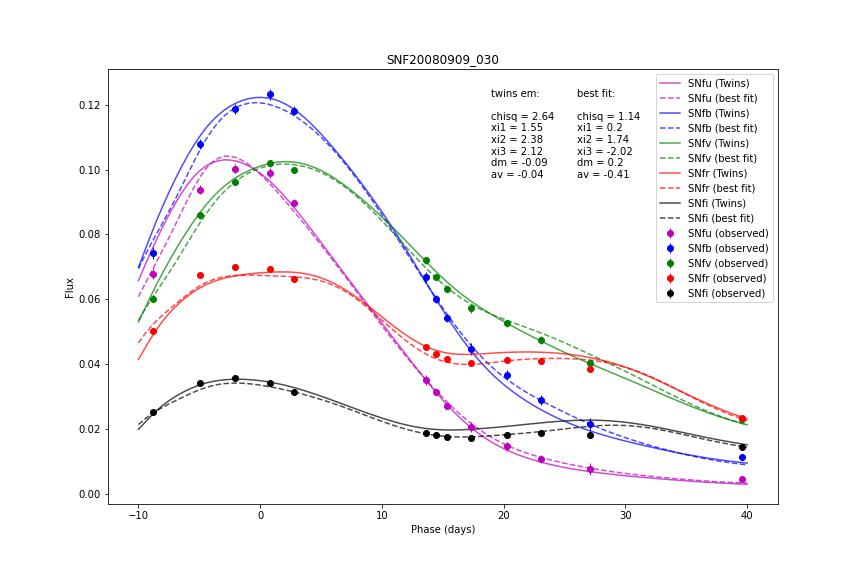 SNF20080909_030
twins em: best fit:
chisq = 2.64 chisq = 1.14
xi1 = 1.55 xi1 = 0.2
xi2 = 2.38 xi2 = 1.74
xi3 = 2.12 xi3 = -2.02
dm = -0.09 dm = 0.2
av = -0.04 av = -0.41
SNfu (Twins)
SNfu (best fit)
SNfb (Twins)
SNfb (best fit)
SNfv (Twins)
SNfv (best fit)
SNfr (Twins)
SNfr (best fit)
SNfi (Twins)
SNfi (best fit)
SNfu (observed)
SNfb (observed)
SNfv (observed)
SNfr (observed)
SNfi (observed)
Flux
0.12
0.10
0.08
0.06
0.04
0.02
0.00
−10 0 10 20 30 40
Phase (days)